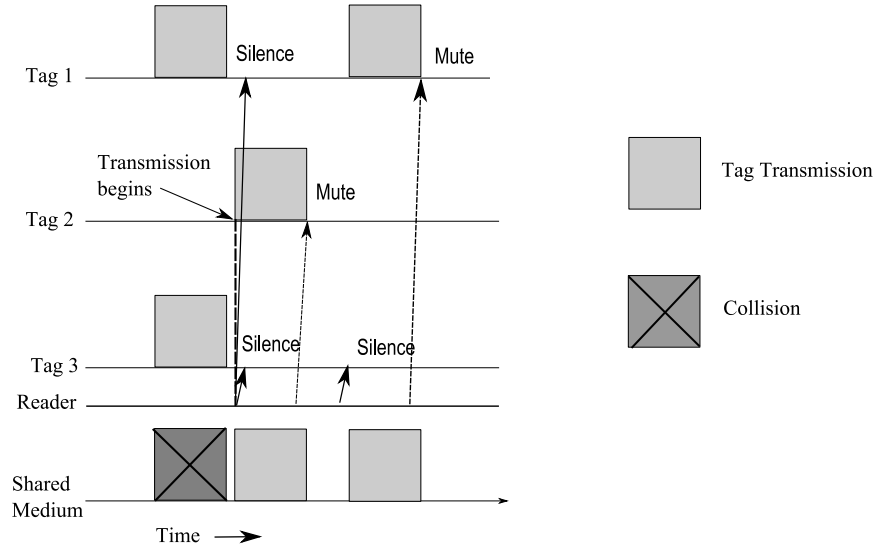 Silence
Mute
Tag 1
Transmission
begins
Mute
Tag 2
Tag Transmission
Silence
Silence
Tag 3
Collision
Reader
Shared
Medium
Time